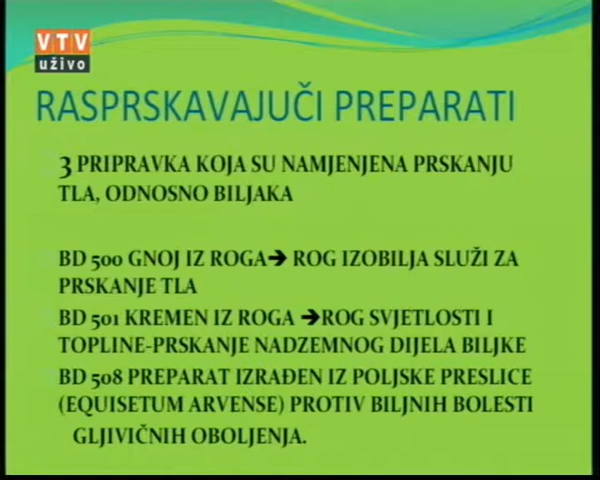 VTV
uživo
RASPRSKAVAJUČI PREPARATI
3 PRIPRAVKA KOJA SU NAMJENJENA PRSKANJU
TLA, ODNOSNO BILJAKA
BD 500 GNOJ IZ ROGA➔ ROG IZOBILJA SLUŽI ZA
PRSKANJE TLA
BD 501 KREMEN IZ ROGA ➔ROG SVJETLOSTI I
TOPLINE-PRSKANJE NADZEMNOG DIJELA BILJKE
BD 508 PREPARAT IZRAĐEN IZ POLJSKE PRESLICE
(EQUISETUM ARVENSE) PROTIV BILJNIH BOLESTI
GLJIVIČNIH OBOLJENJA.